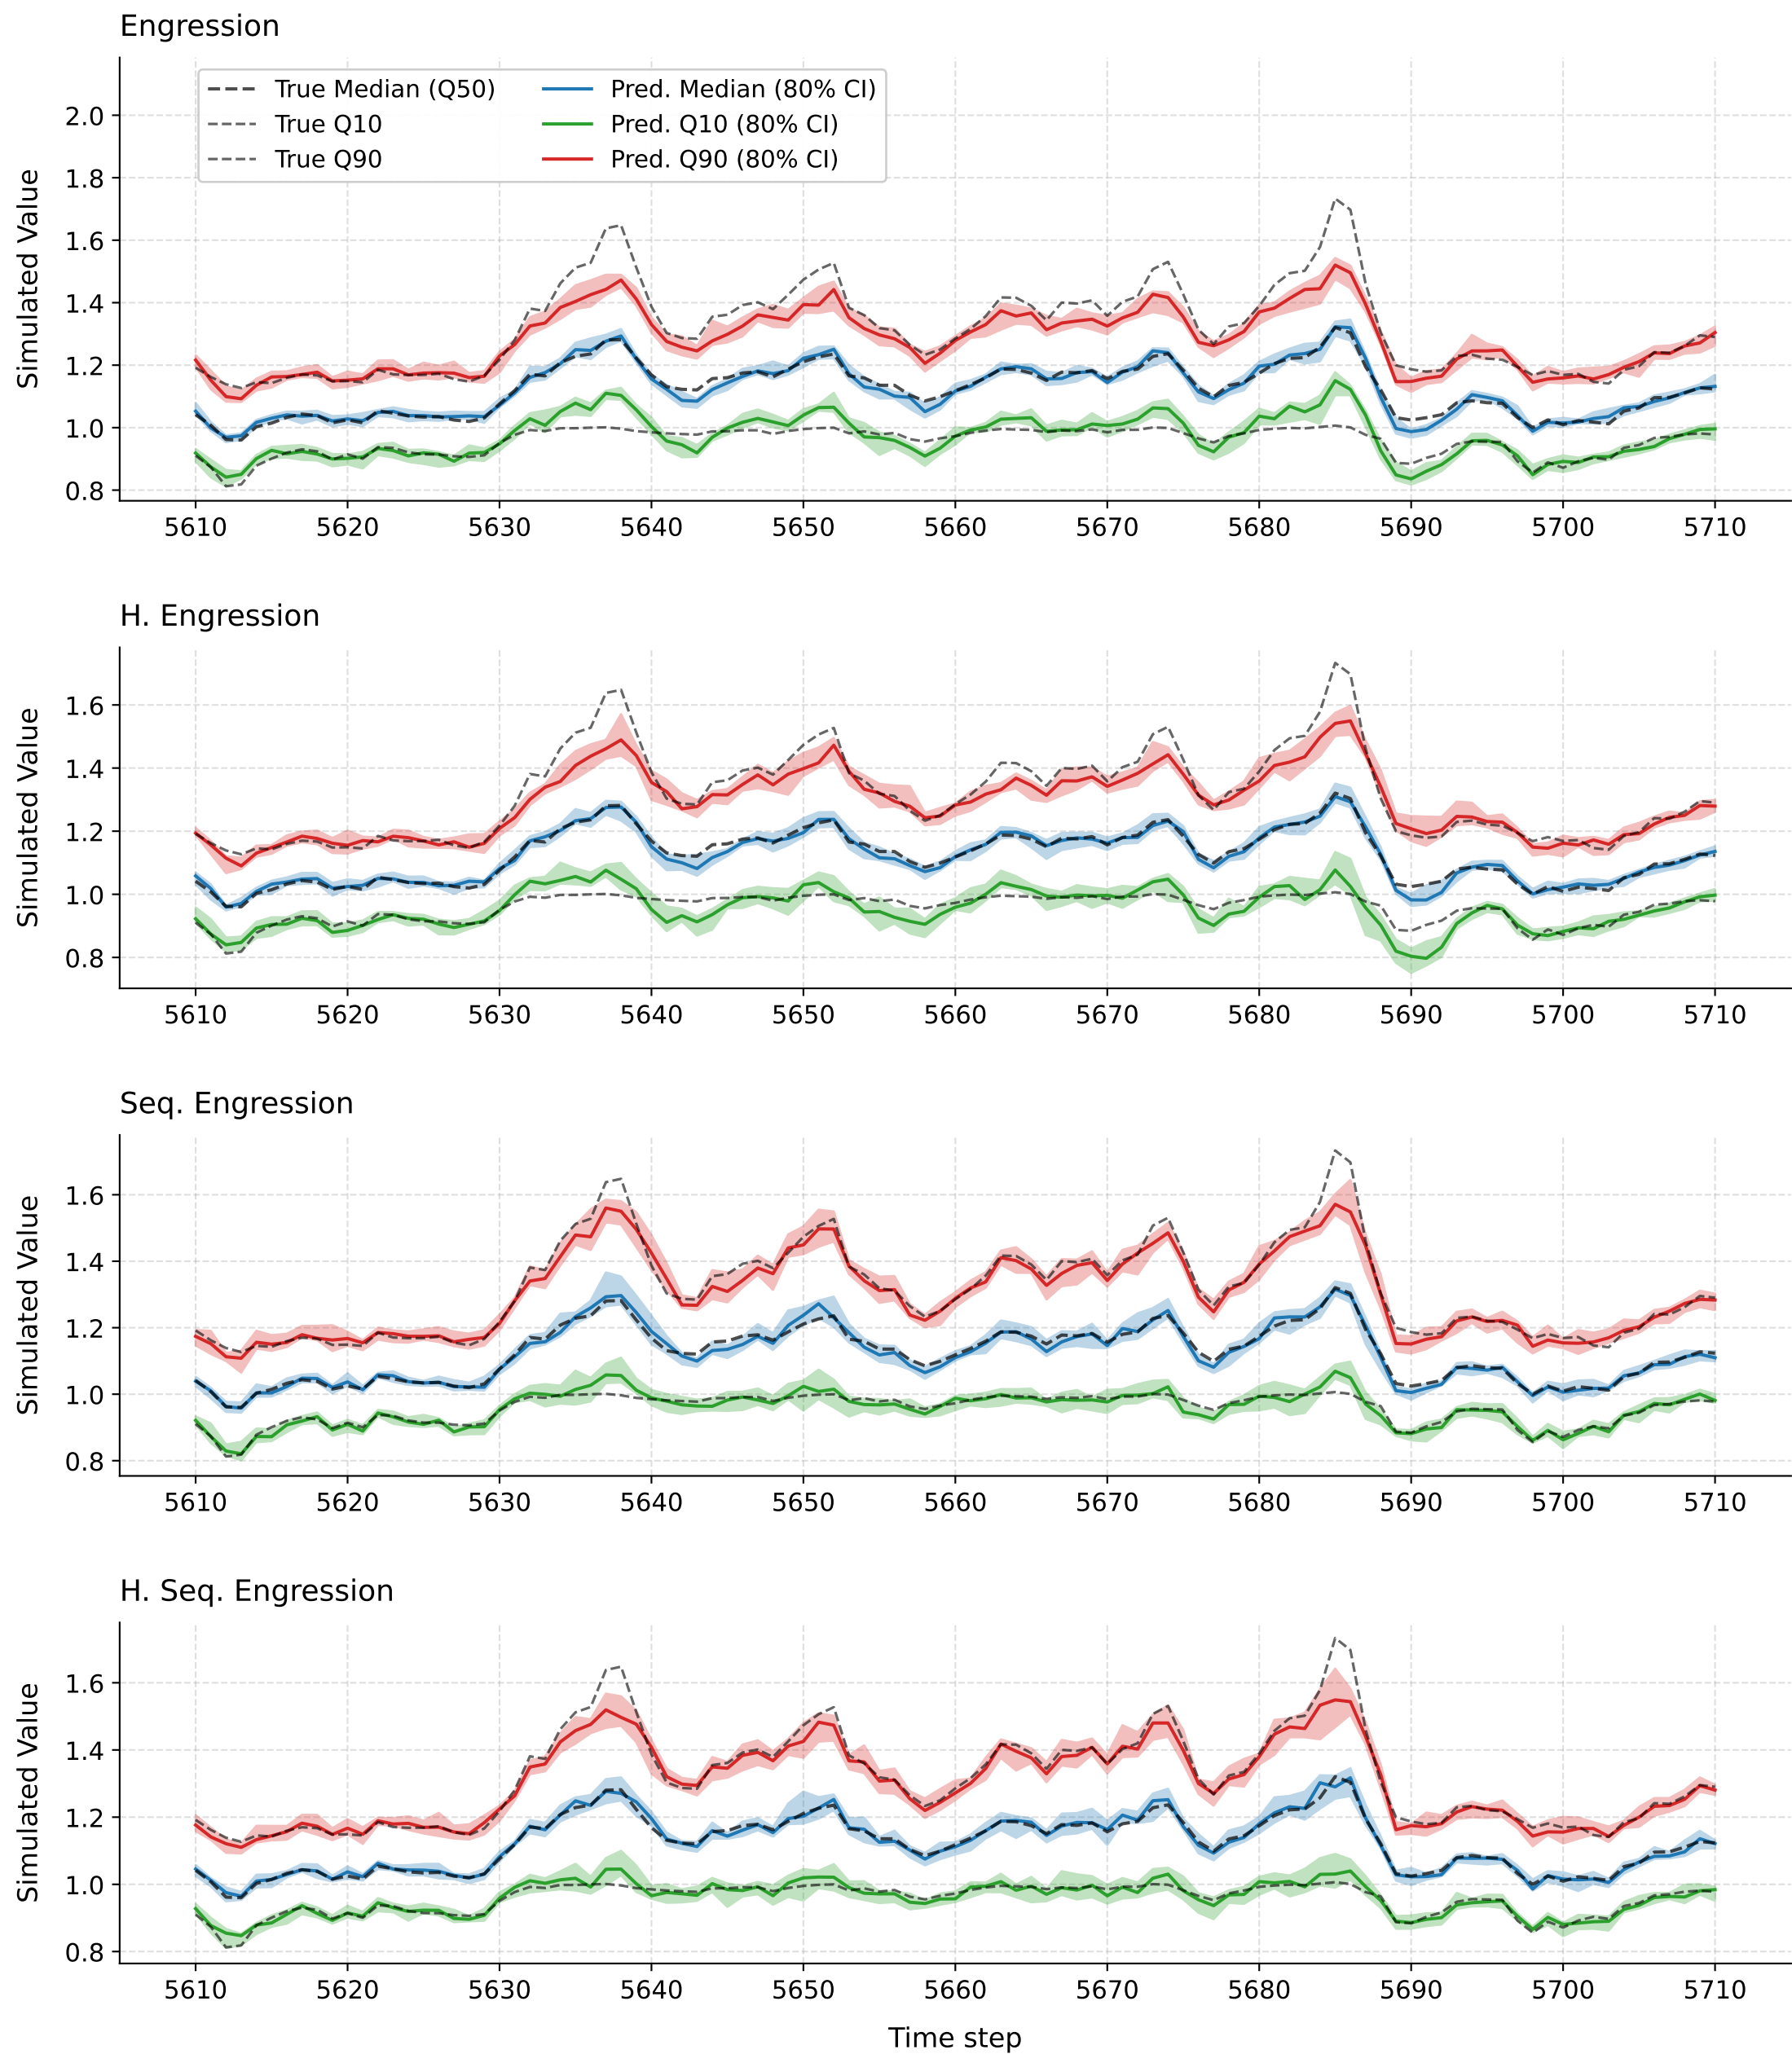 Engression
True Median (Q50)
True Q10
True Q90
Pred. Median (80% CI)
Pred. Q10 (80% CI)
Pred. Q90 (80% CI)
Simulated Value
2.0
1.8
1.6
1.4
1.2
1.0
0.8
5610 5620 5630 5640 5650 5660 5670 5680 5690 5700 5710
H. Engression
Simulated Value
1.6
1.4
1.2
1.0
0.8
5610 5620 5630 5640 5650 5660 5670 5680 5690 5700 5710
Seq. Engression
Simulated Value
1.6
1.4
1.2
1.0
0.8
5610 5620 5630 5640 5650 5660 5670 5680 5690 5700 5710
H. Seq. Engression
Simulated Value
1.6
1.4
1.2
1.0
0.8
5610 5620 5630 5640 5650 5660 5670 5680 5690 5700 5710
Time step